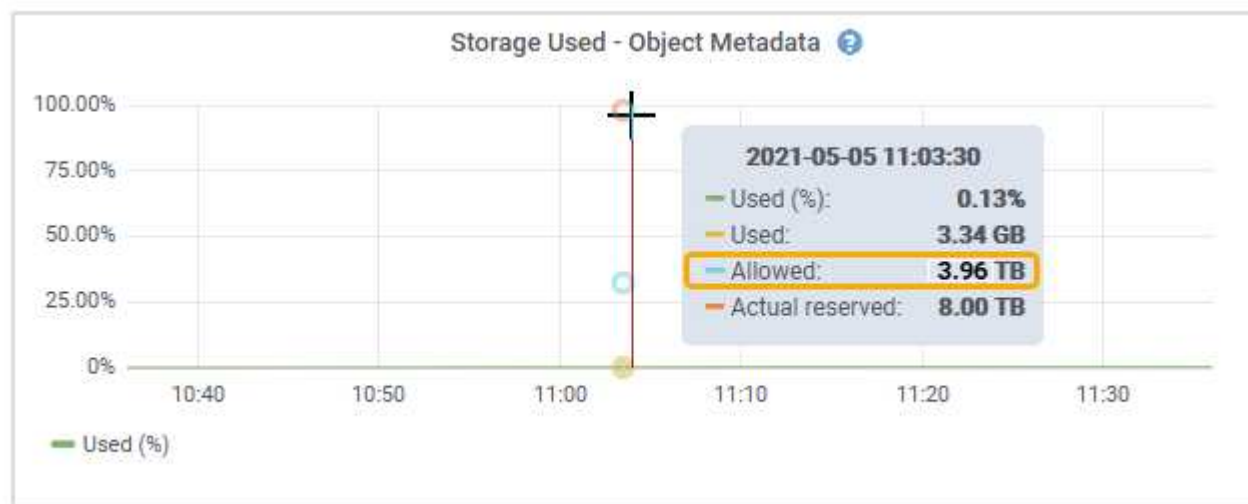 Storage Used - Object Metadata ?
100.00%
75.00%
50.00%
25.00%
0%
2021-05-05 11:03:30
Used (%): 0.13%
Used: 3.34 GB
Allowed: 3.96 TB
Actual reserved: 8.00 TB
10:40 10:50 11:00 11:10 11:20 11:30
Used (%)